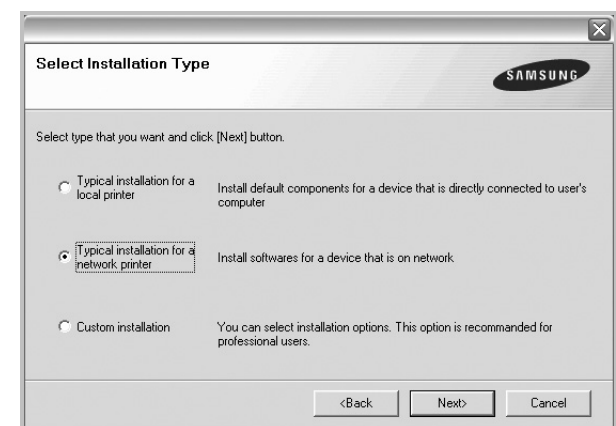 Select Installation Type
SAMSUNG
Select type that you want and click [Next] button.
Typical installation for a
local printer
Install default components for a device that is directly connected to user's
computer
Typical installation for a
network printer
Install softwares for a device that is on network
Custom installation
You can select installation options. This option is recommanded for
professional users.
<Back
Next>
Cancel